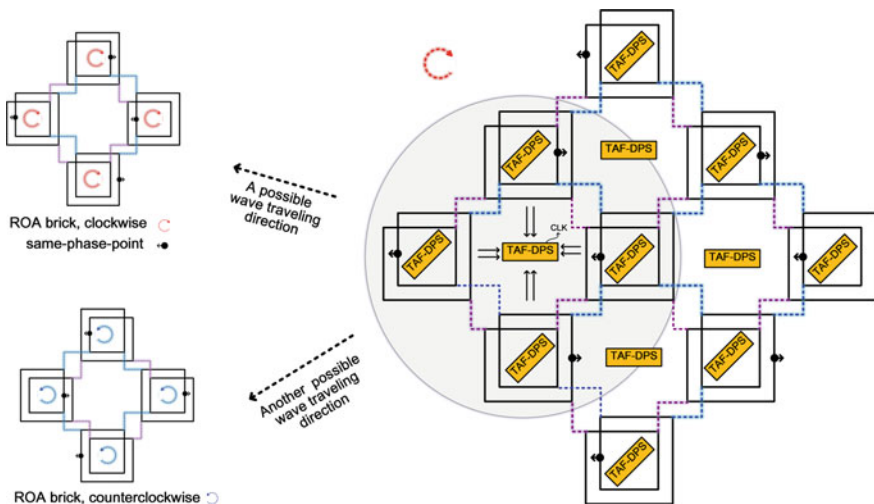 TAF-DPS
TAF-DPS
TAF-DPS
TAF-DPS
A possible
wave traveling
direction
ROA brick, clockwise
same-phase-point
CLK
TAF-DPS
TAF-DPS
TAF-DPS
TAF-DPS
TAF-DPS
Another possible
wave traveling
direction
TAF-DPS
TAF-DPS
TAF-DPS
TAF-DPS
ROA brick, counterclockwise